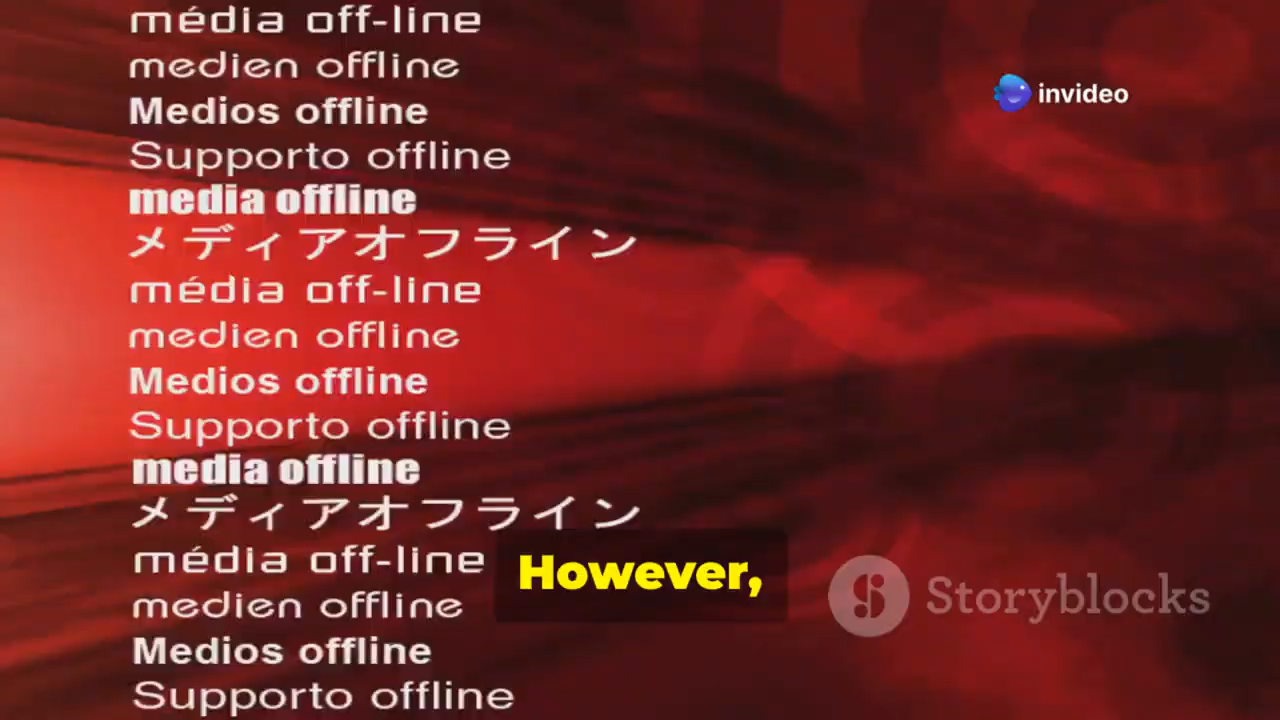 média off-line
medien offline
invideo
Medios offline
Supporto offline
media offline
メディアオフライン
média off-line
medien offline
Medios offline
Supporto offline
media offline
メディアオフライン
média off-line
However,
medien offline
Storyblocks
Medios offline
Supporto offline